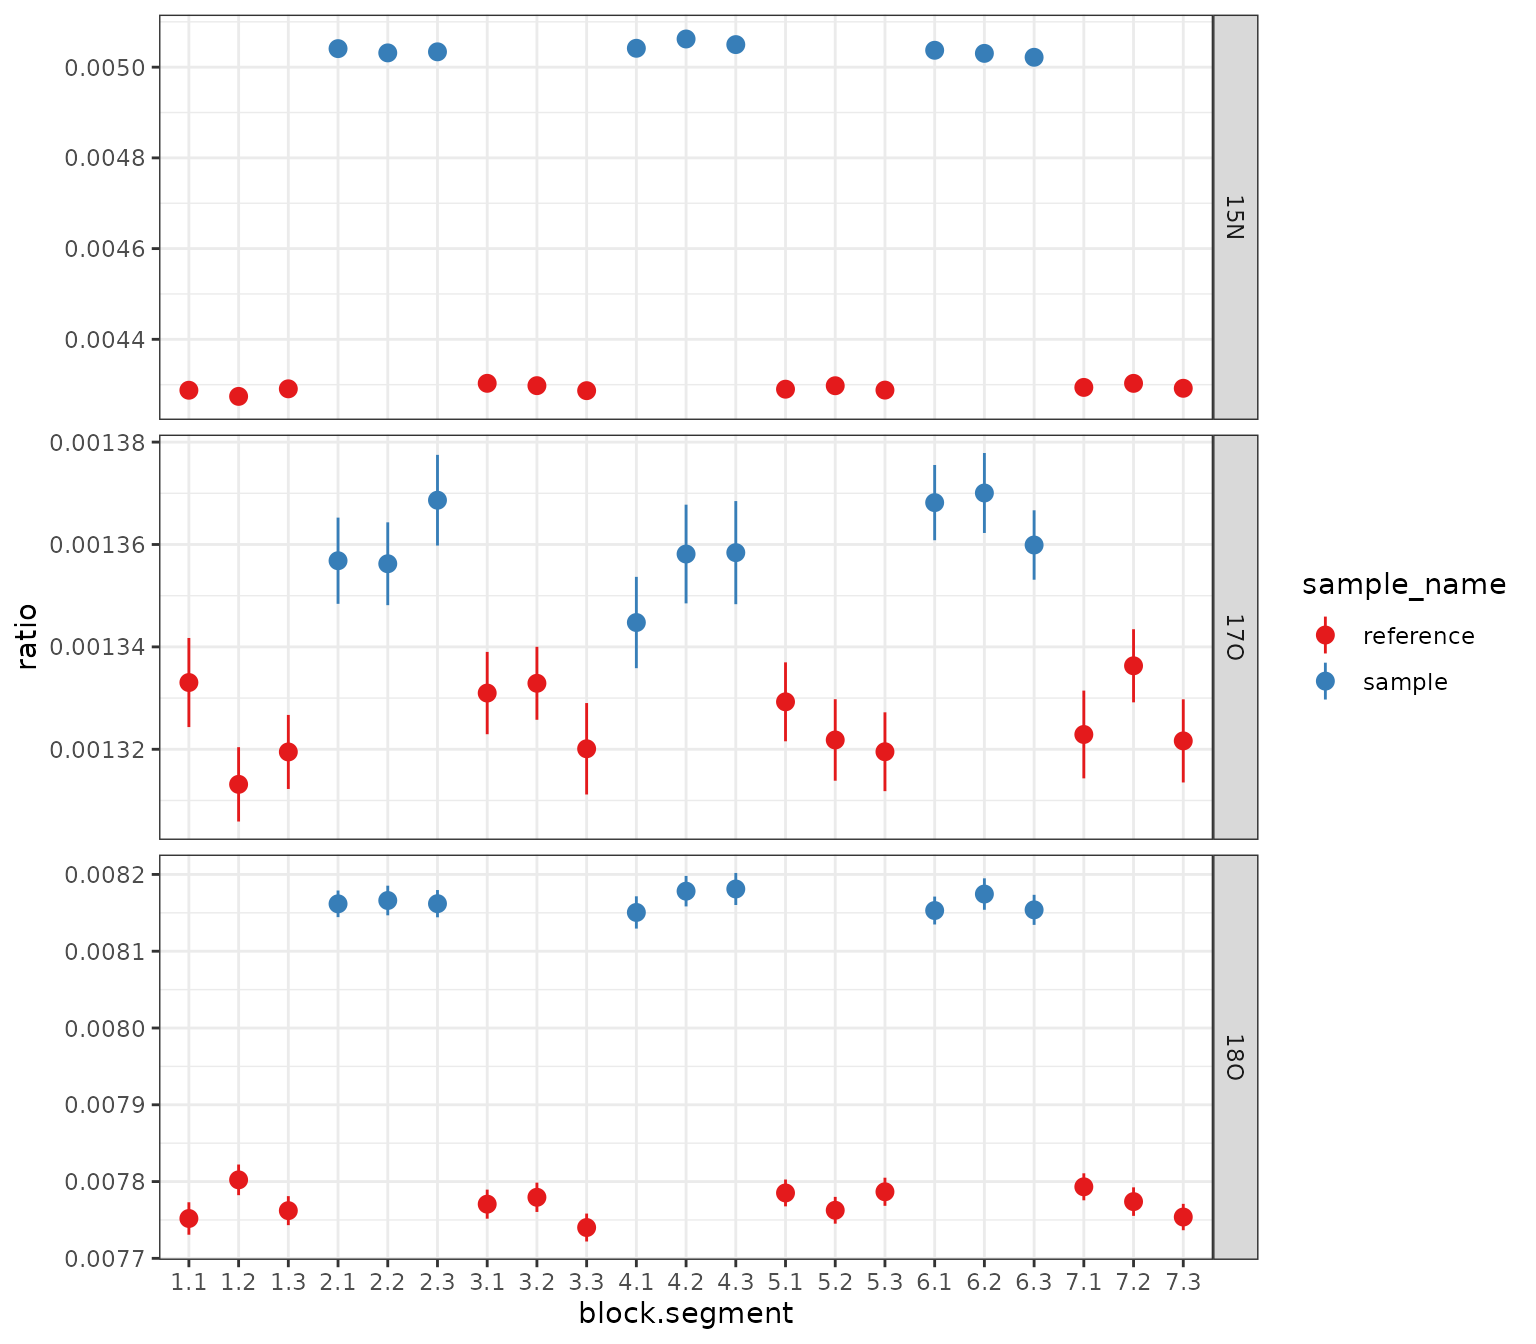 0.0050
0.0048
0.0046
0.0044
15N
0.00138
0.00136
0.00134
0.00132
17O
ratio
sample_name
reference
sample
0.0082
0.0081
0.0080
0.0079
0.0078
0.0077
18O
1.1 1.2 1.3 2.1 2.2 2.3 3.1 3.2 3.3 4.1 4.2 4.3 5.1 5.2 5.3 6.1 6.2 6.3 7.1 7.2 7.3
block.segment